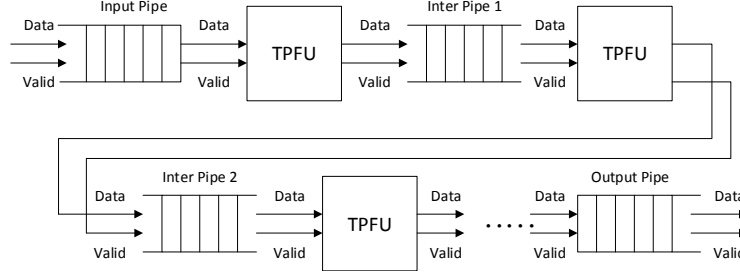 Input Pipe Inter Pipe 1
Data Data Data Data
TPFU TPFU
Valid Valid Valid Valid
Inter Pipe 2 Output Pipe
Data Data Data Data Data
TPFU .....
Valid Valid Valid Valid Valid